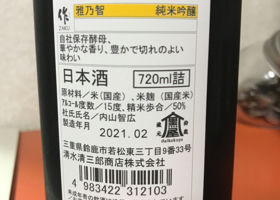 作 雅乃智 純米吟醸
ZAKU
自社保存酵母、
華やかな香り、豊かで切れのよい
味わい
日本酒 720ml詰
原材料／米(国産)、米麹(国産米)
アルコール度数／15度、精米歩合／50%
杜氏氏名／内山智広
製造年月 2021.02
三重県鈴鹿市若松東三丁目9番33号
清水清三郎商店株式会社
4 983422 312103